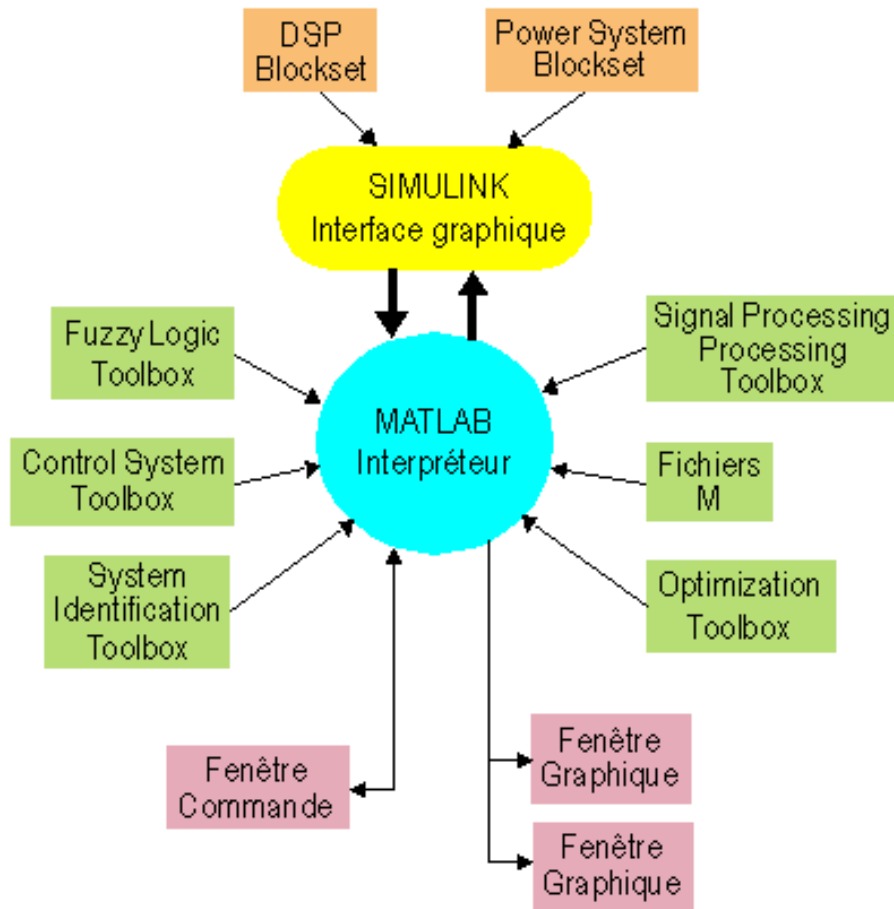 DSP
Blockset
Power System
Blockset
SIMULINK
Interface graphique
Fuzzy Logic
Toolbox
Signal Processing
Processing
Toolbox
MATLAB
Interpréteur
Control System
Toolbox
Fichiers
M
System
Identification
Toolbox
Optimization
Toolbox
Fenêtre
Commande
Fenêtre
Graphique
Fenêtre
Graphique